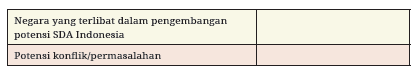 Negara yang terlibat dalam pengembangan
potensi SDA Indonesia
Potensi konflik/permasalahan